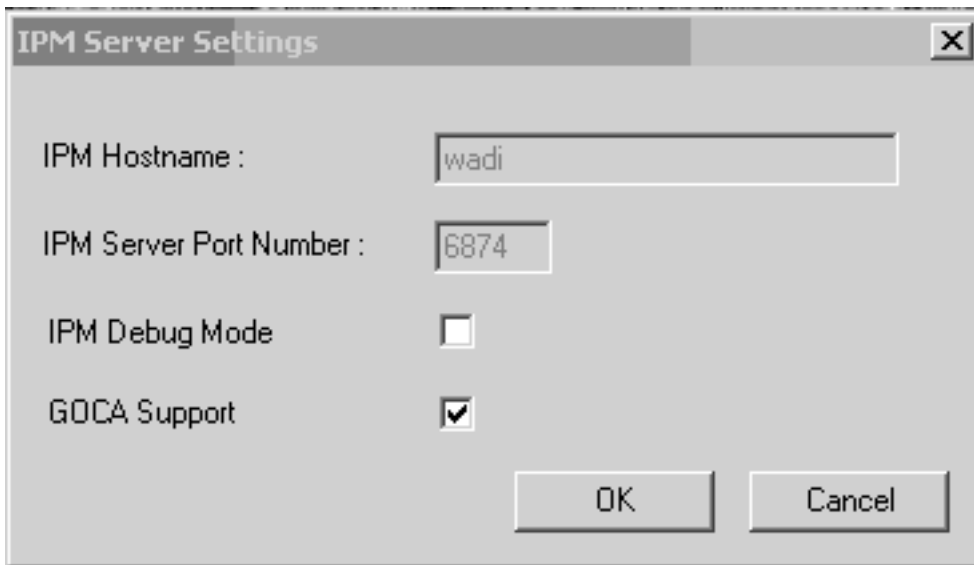 IPM Server Settings
IPM Hostname : wadi
IPM Server Port Number : 6874
IPM Debug Mode
GOCA Support
OK Cancel